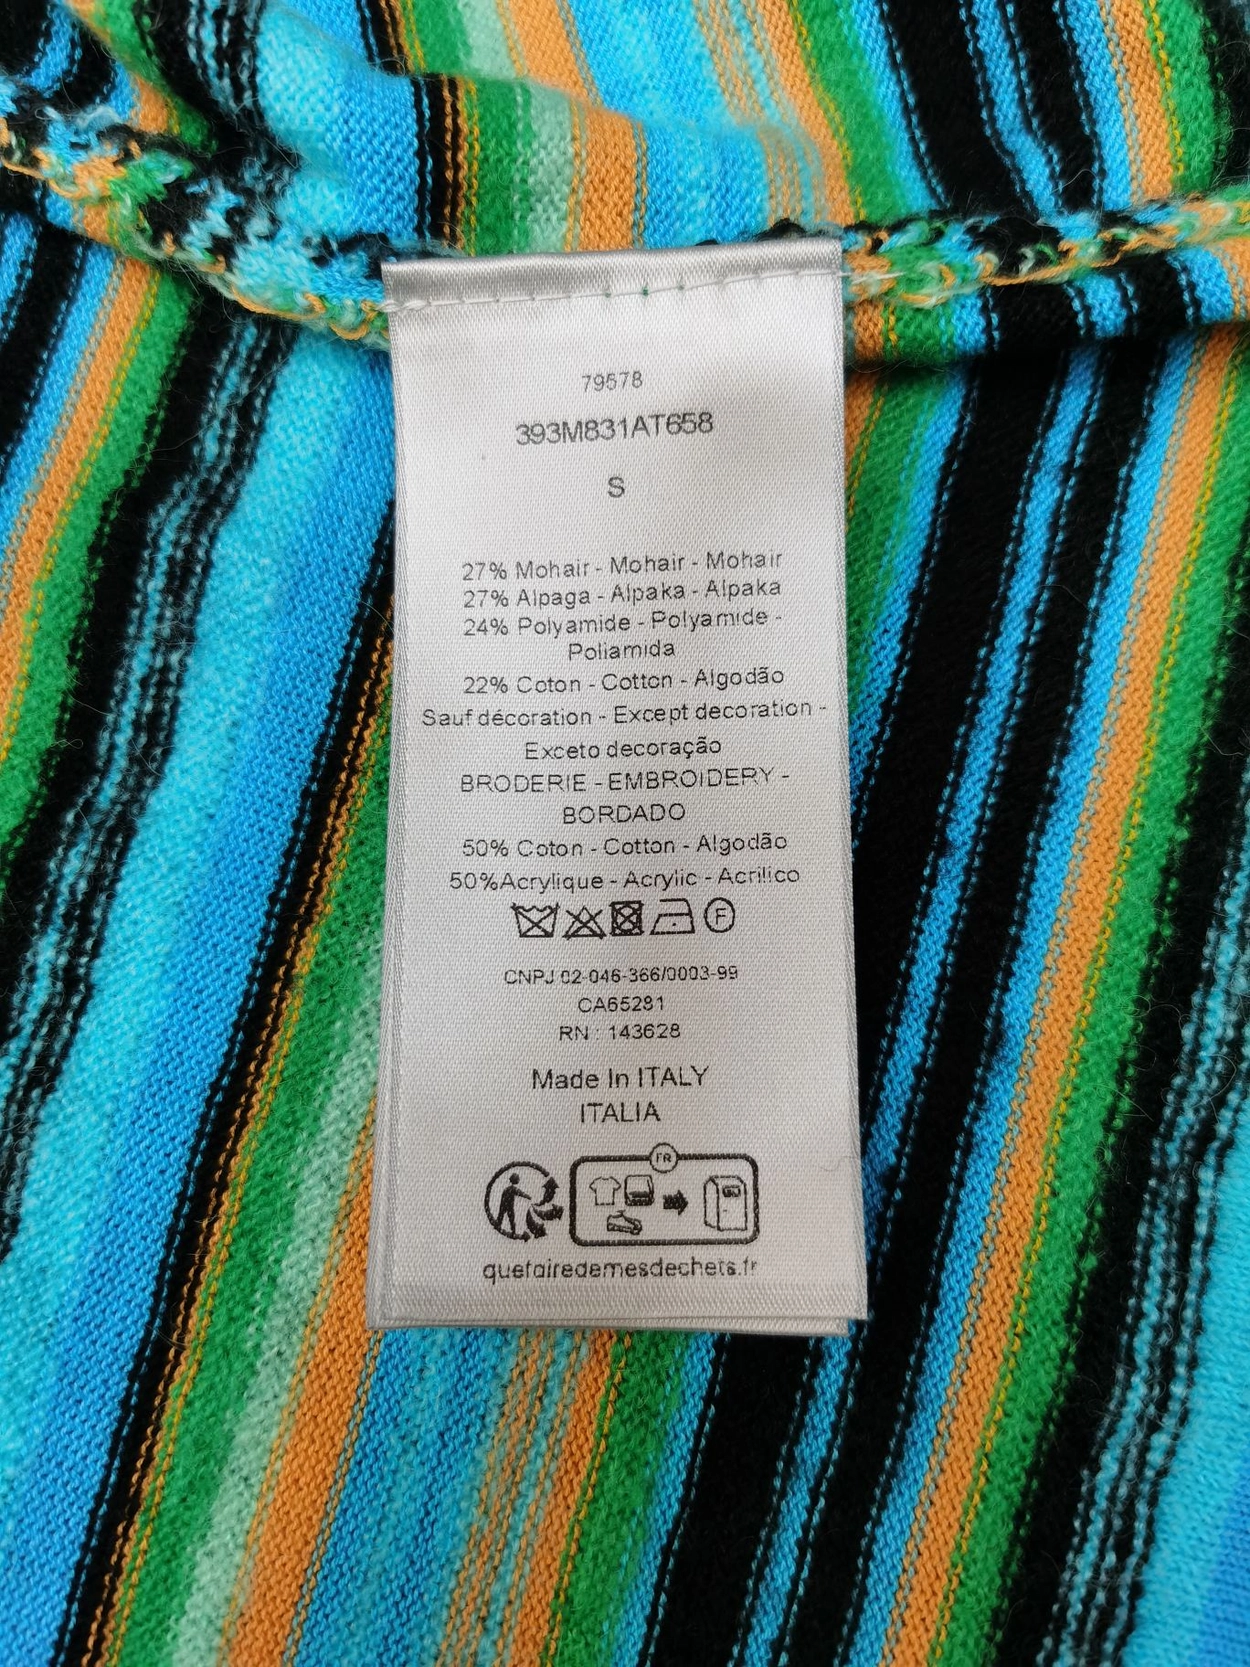 79578
393M831AT658
S
27% Mohair - Mohair - Mohair
27% Alpaga - Alpaka - Alpaka
24% Polyamide - Polyamide -
Poliamida
22% Coton - Cotton - Algodão
Sauf décoration - Except decoration -
Exceto decoração
BRODERIE - EMBROIDERY -
BORDADO
50% Coton - Cotton - Algodão
50%Acrylique - Acrylic - Acrilico
F
CNPJ 02-046-366/0003-99
CA65281
RN : 143628
Made In ITALY
ITALIA
FR
quefairedemesdechets.fr